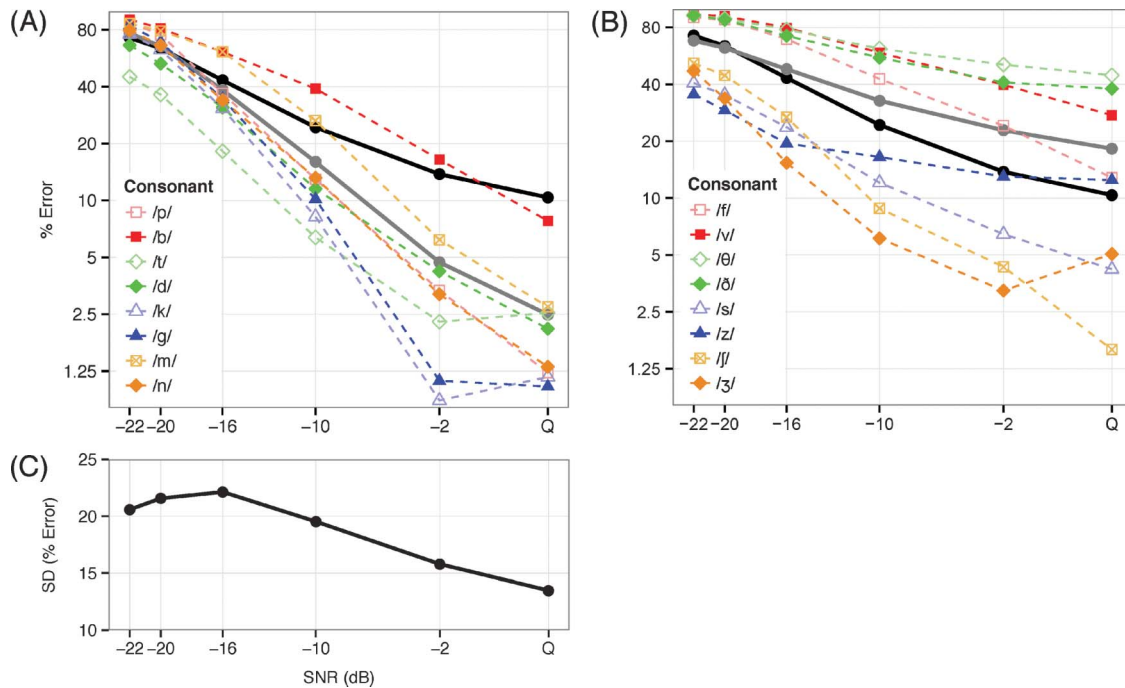 (A)
% Error
80
40
20
10
5
2.5
1.25
Consonant
/p/
/b/
/t/
/d/
/k/
/g/
/m/
/n/
−22 −20 −16 −10 −2 Q
(B)
80
40
20
10
5
2.5
1.25
Consonant
/f/
/v/
/θ/
/ð/
/s/
/z/
/ʃ/
/ʒ/
−22 −20 −16 −10 −2 Q
(C)
SD (% Error)
25
20
15
10
−22 −20 −16 −10 −2 Q
SNR (dB)